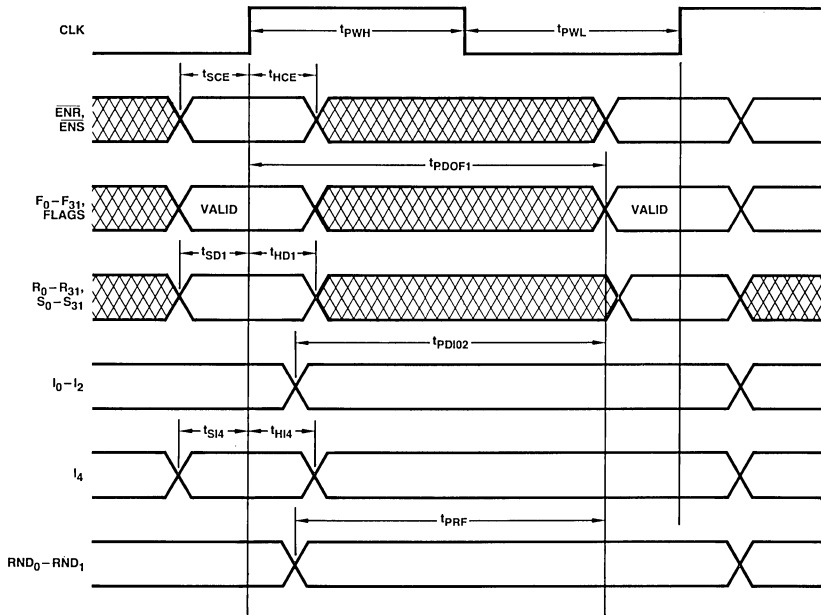 CLK
tPWH
tPWL
tSCE
tHCE
ENR,
ENS
tPDOF1
F0–F31,
FLAGS
VALID
VALID
tSD1
tHD1
R0–R31,
S0–S31
tPDI02
I0–I2
tSI4
tHI4
I4
tPRF
RND0–RND1